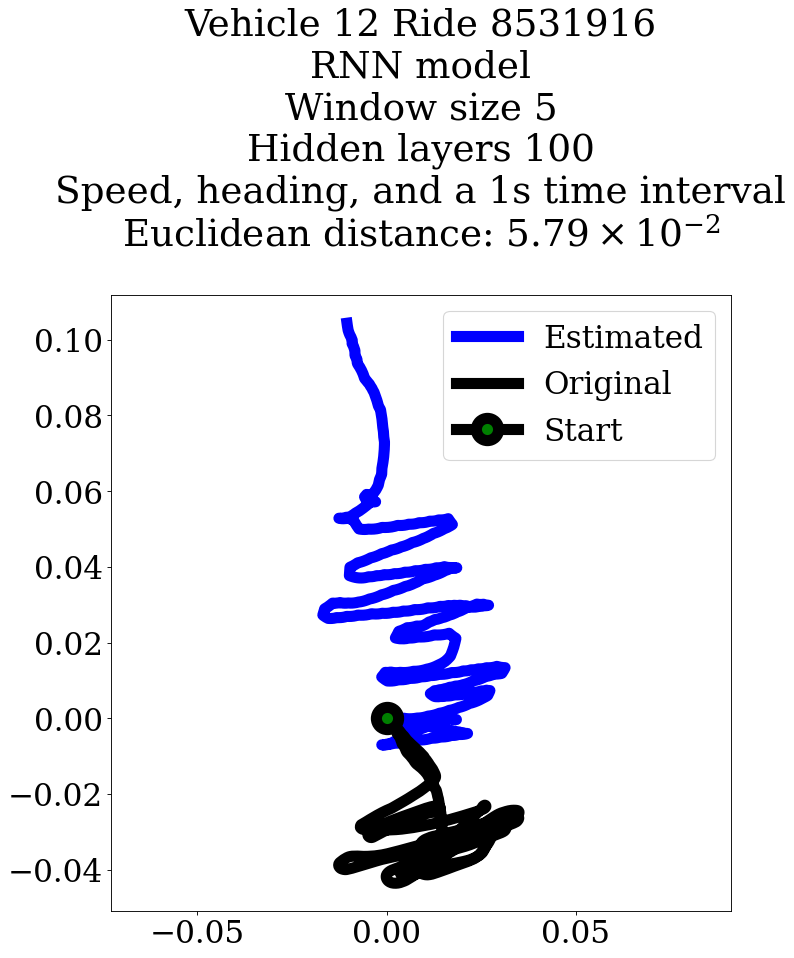 Vehicle 12 Ride 8531916
RNN model
Window size 5
Hidden layers 100
Speed, heading, and a 1s time interval
Euclidean distance: 5.79 × 10⁻²
Estimated
Original
Start
0.10
0.08
0.06
0.04
0.02
0.00
−0.02
−0.04
−0.05 0.00 0.05